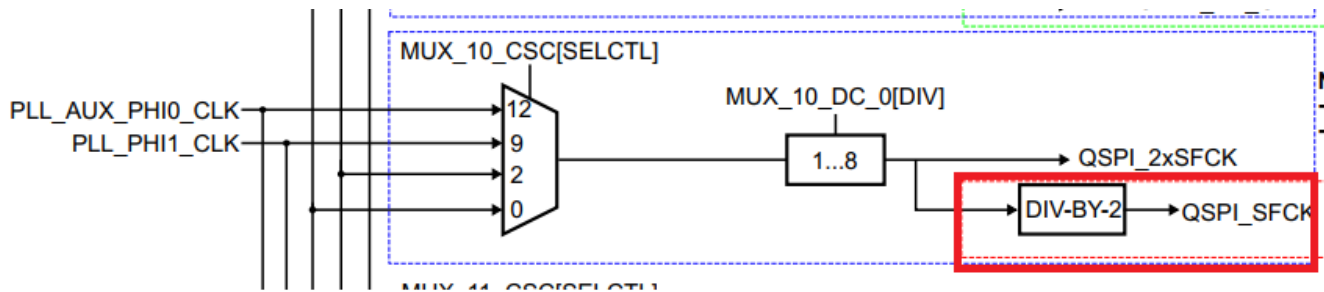 MUX_10_CSC[SELCTL]
PLL_AUX_PHI0_CLK
12
MUX_10_DC_0[DIV]
PLL_PHI1_CLK
9
1...8
QSPI_2xSFCK
2
0
DIV-BY-2
QSPI_SFCK